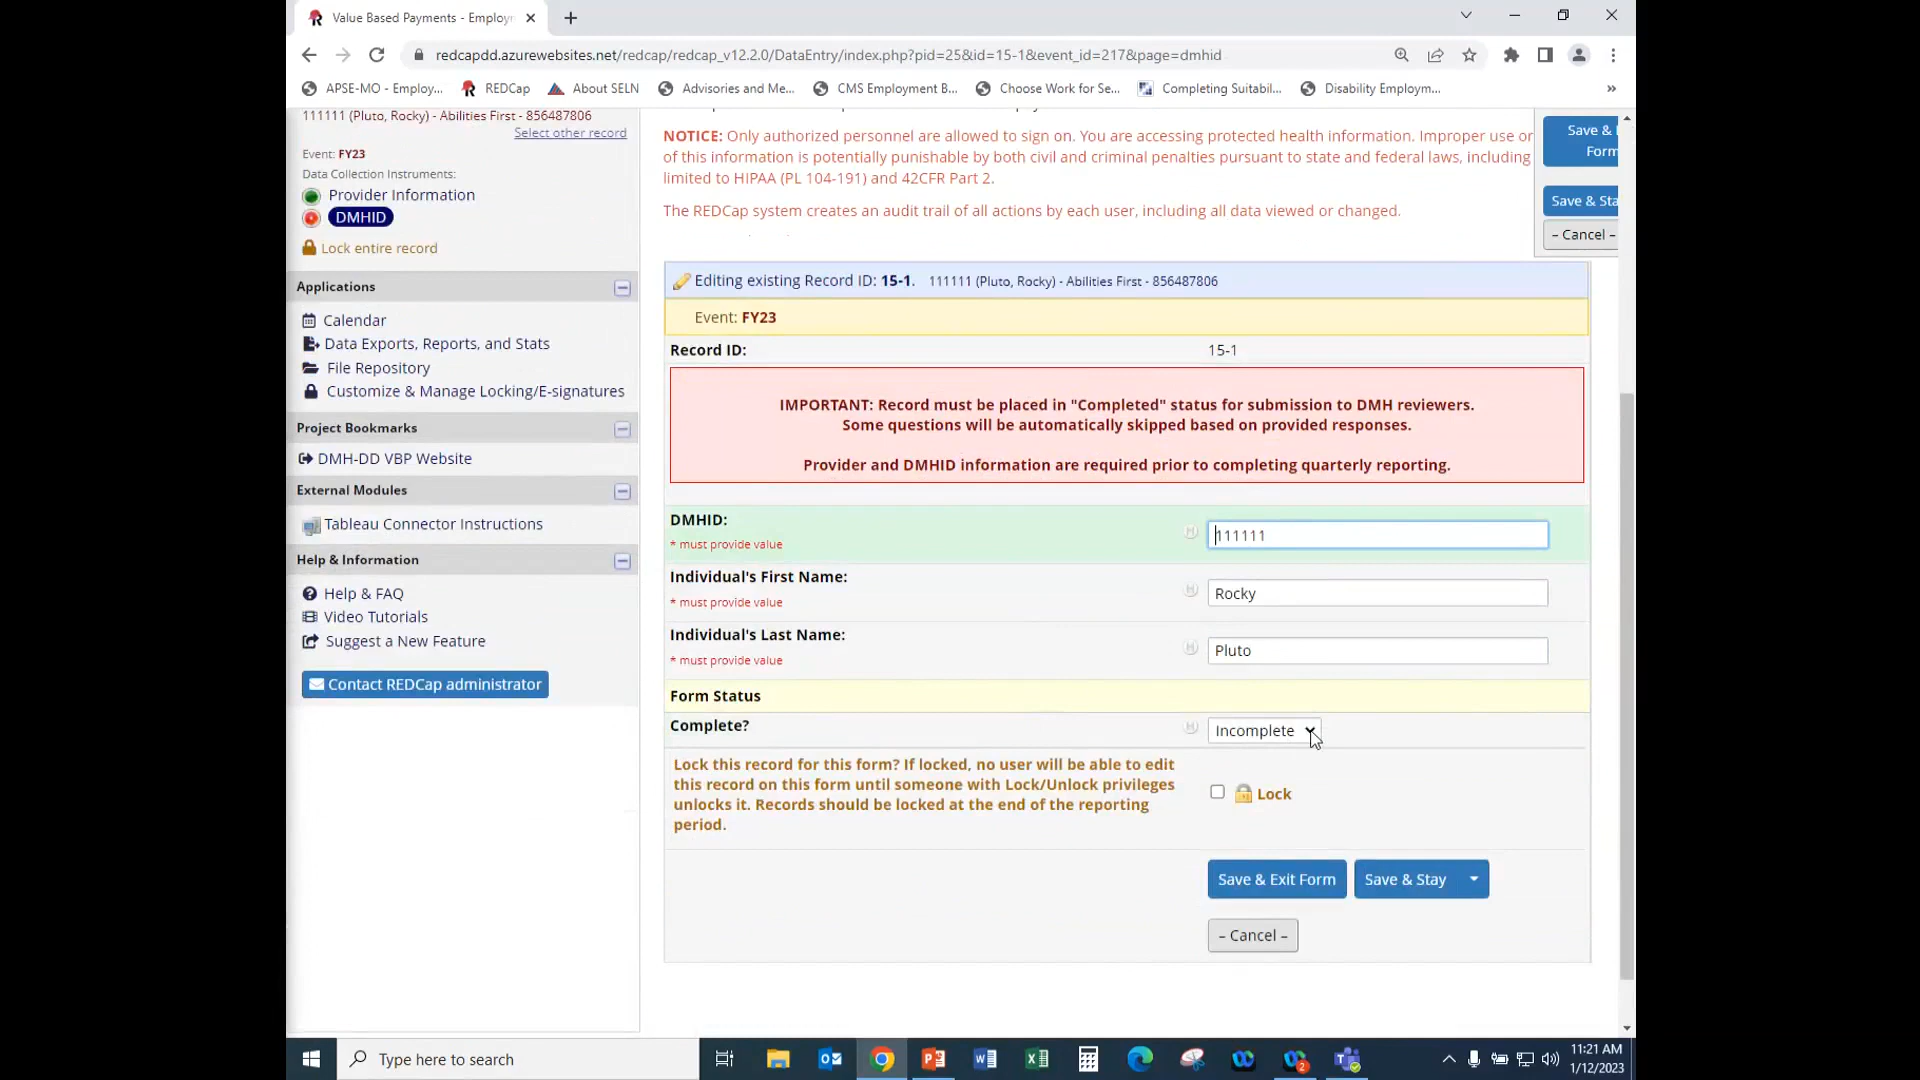 Value Based Payments - Employ
redcapdd.azurewebsites.net/redcap/redcap_v12.2.0/DataEntry/index.php?pid=25&id=15-1&event_id=217&page=dmhid
APSE-MO - Employ... REDCap About SELN Advisories and Me... CMS Employment B... Choose Work for Se... Completing Suitabil... Disability Employm... »
111111 (Pluto, Rocky) - Abilities First - 856487806
Select other record
Event: FY23
Data Collection Instruments:
Provider Information
DMHID
Lock entire record
Applications
Calendar
Data Exports, Reports, and Stats
File Repository
Customize & Manage Locking/E-signatures
Project Bookmarks
DMH-DD VBP Website
External Modules
Tableau Connector Instructions
Help & Information
Help & FAQ
Video Tutorials
Suggest a New Feature
Contact REDCap administrator
NOTICE: Only authorized personnel are allowed to sign on. You are accessing protected health information. Improper use or
of this information is potentially punishable by both civil and criminal penalties pursuant to state and federal laws, including
limited to HIPAA (PL 104-191) and 42CFR Part 2.
The REDCap system creates an audit trail of all actions by each user, including all data viewed or changed.
Save &
Form
Save & Sta
– Cancel –
Editing existing Record ID: 15-1. 111111 (Pluto, Rocky) - Abilities First - 856487806
Event: FY23
Record ID: 15-1
IMPORTANT: Record must be placed in "Completed" status for submission to DMH reviewers.
Some questions will be automatically skipped based on provided responses.
Provider and DMHID information are required prior to completing quarterly reporting.
DMHID:
* must provide value
111111
Individual's First Name:
* must provide value
Rocky
Individual's Last Name:
* must provide value
Pluto
Form Status
Complete?
Incomplete
Lock this record for this form? If locked, no user will be able to edit
this record on this form until someone with Lock/Unlock privileges
unlocks it. Records should be locked at the end of the reporting
period.
Lock
Save & Exit Form Save & Stay
– Cancel –
Type here to search
11:21 AM
1/12/2023